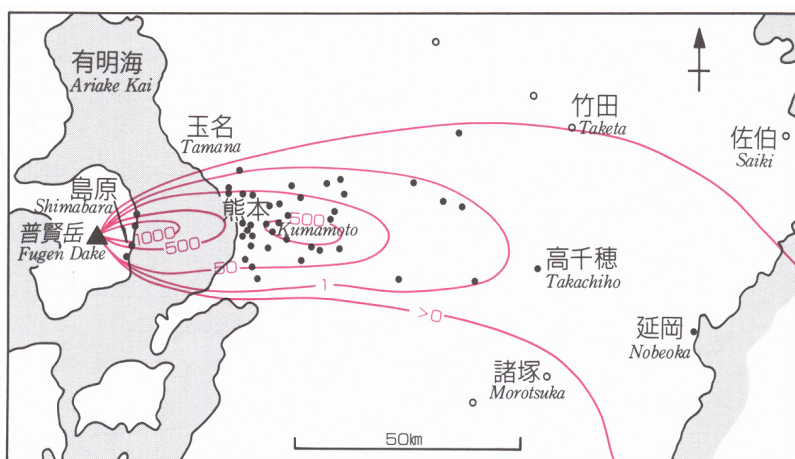 有明海
Ariake Kai
玉名
Tamana
竹田
Taketa
佐伯
Saiki
島原
Shimabara
熊本
Kumamoto
普賢岳
Fugen Dake
1000
500
500
50
1
>0
高千穂
Takachiho
延岡
Nobeoka
諸塚
Morotsuka
50km